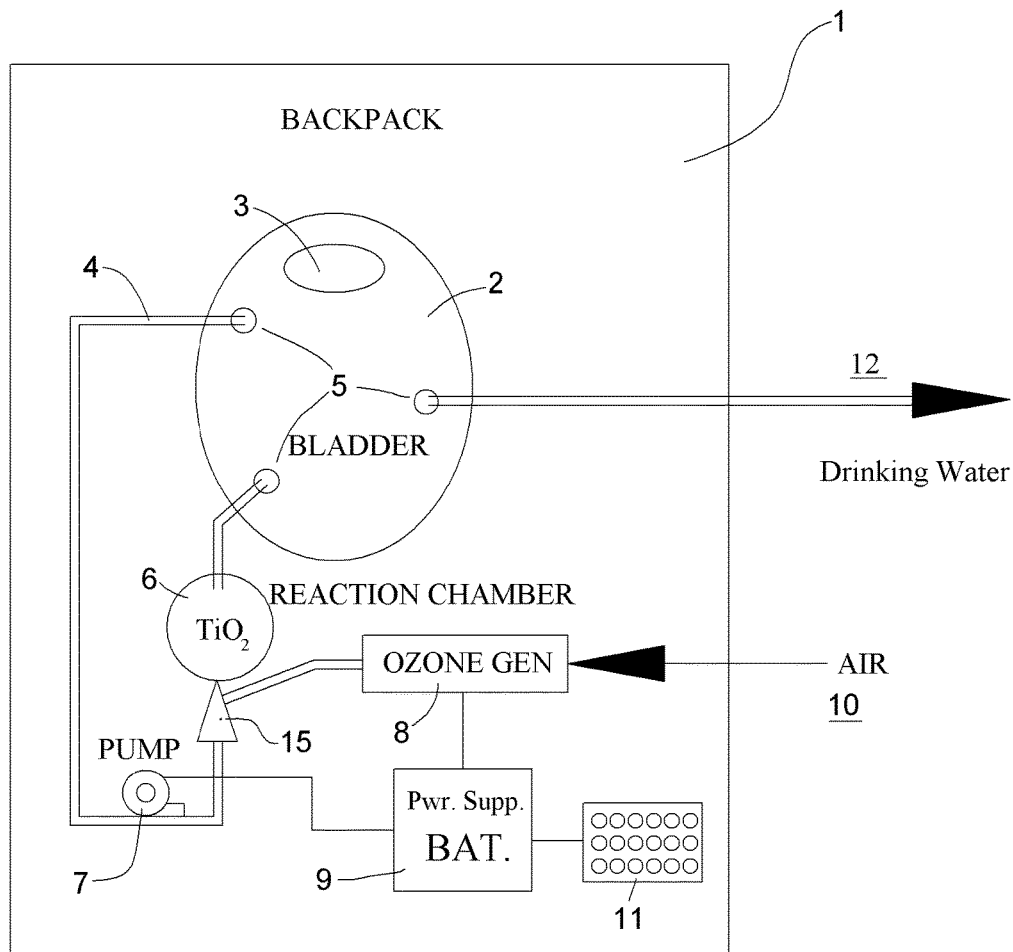 1
BACKPACK
3
4
2
12
5
BLADDER
Drinking Water
6
REACTION CHAMBER
TiO₂
OZONE GEN
AIR
10
8
15
PUMP
Pwr. Supp.
BAT.
7
9
11